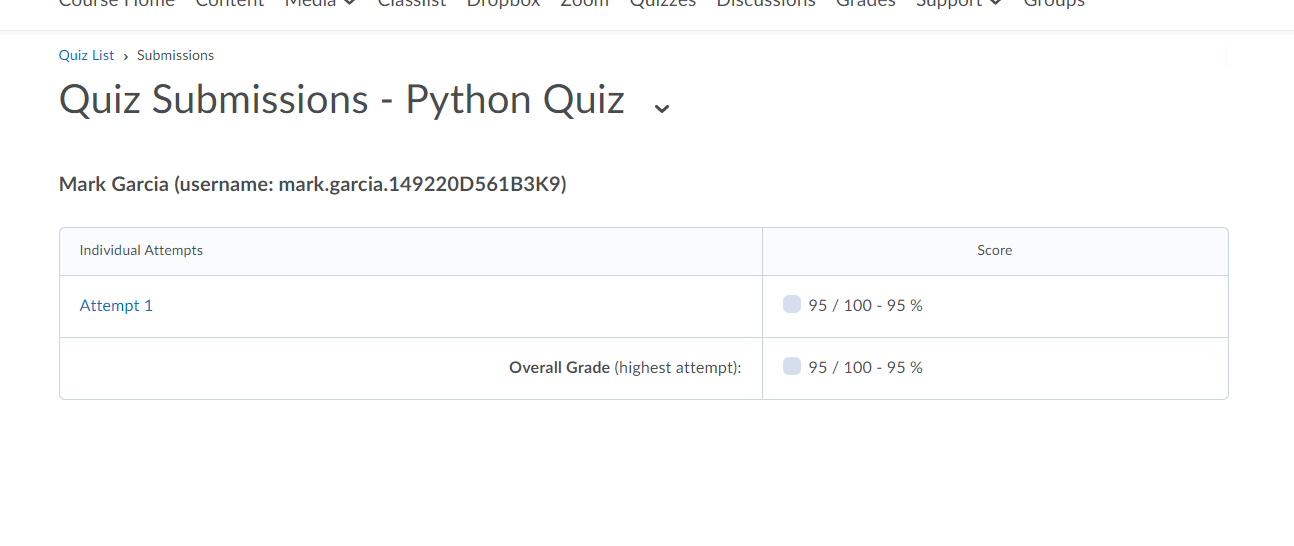 Course Home Content Media Classlist Dropbox Zoom Quizzes Discussions Grades Support Groups
Quiz List › Submissions
Quiz Submissions - Python Quiz
Mark Garcia (username: mark.garcia.149220D561B3K9)
Individual Attempts Score
Attempt 1 95 / 100 - 95 %
Overall Grade (highest attempt): 95 / 100 - 95 %